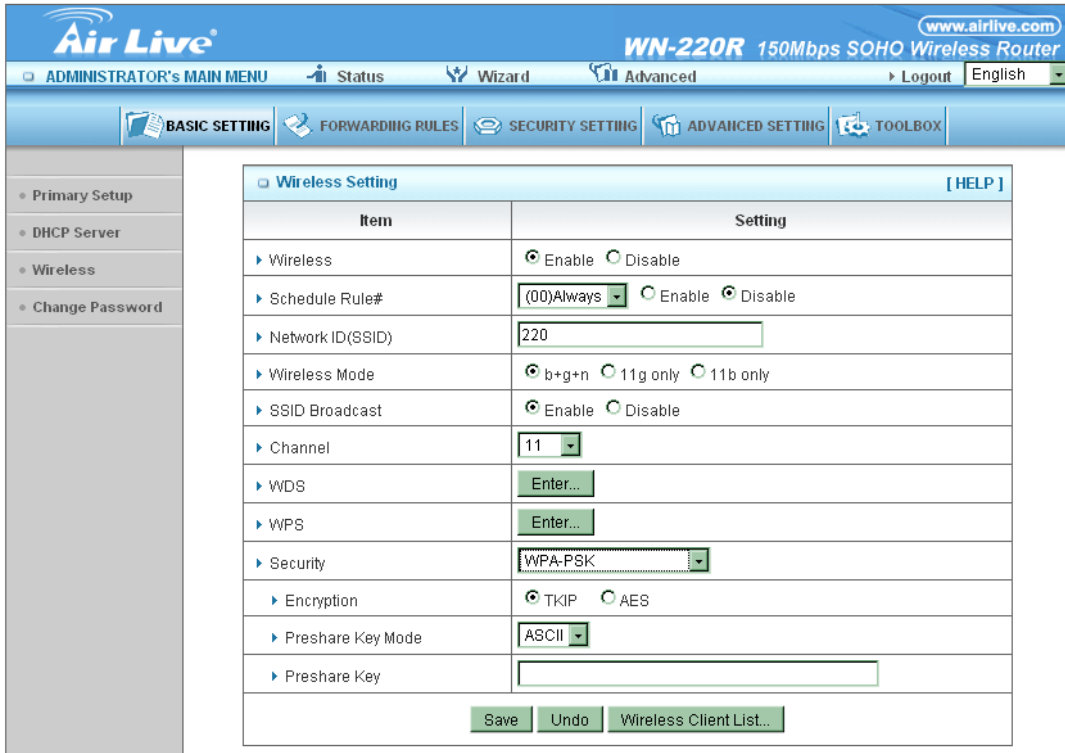 Air Live®
www.airlive.com
WN-220R 150Mbps SOHO Wireless Router
ADMINISTRATOR's MAIN MENU Status Wizard Advanced Logout English
BASIC SETTING FORWARDING RULES SECURITY SETTING ADVANCED SETTING TOOLBOX
Primary Setup
DHCP Server
Wireless
Change Password
Wireless Setting [ HELP ]
Item Setting
Wireless Enable Disable
Schedule Rule# (00)Always Enable Disable
Network ID(SSID) 220
Wireless Mode b+g+n 11g only 11b only
SSID Broadcast Enable Disable
Channel 11
WDS Enter...
WPS Enter...
Security WPA-PSK
Encryption TKIP AES
Preshare Key Mode ASCII
Preshare Key
Save Undo Wireless Client List...